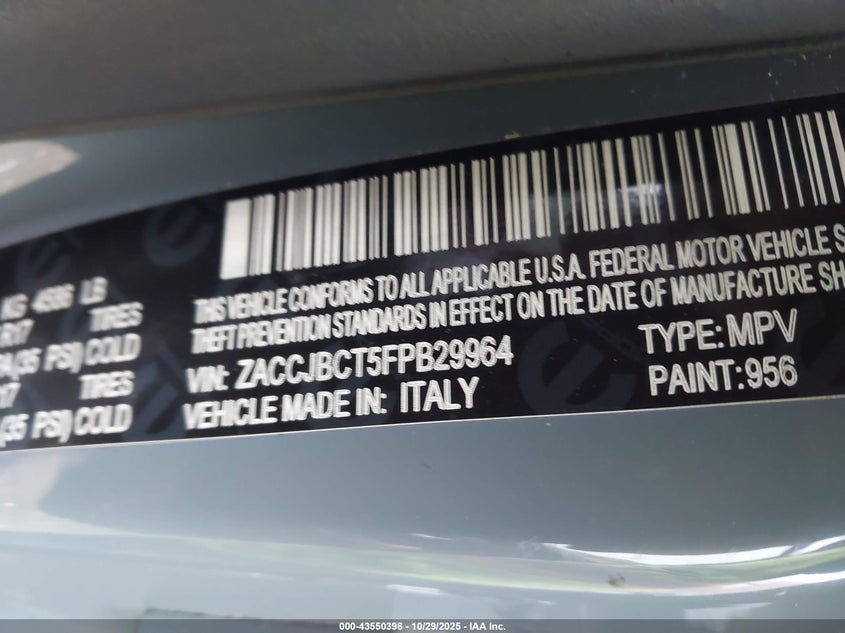 KG 4586 LB
R17 TIRES
(35 PSI) COLD
17 TIRES
(35 PSI) COLD
THIS VEHICLE CONFORMS TO ALL APPLICABLE U.S.A. FEDERAL MOTOR VEHICLE S
THEFT PREVENTION STANDARDS IN EFFECT ON THE DATE OF MANUFACTURE SH
VIN: ZACCJBCT5FPB29964 TYPE: MPV
VEHICLE MADE IN: ITALY PAINT: 956
000-43550398 - 10/29/2025 - IAA Inc.